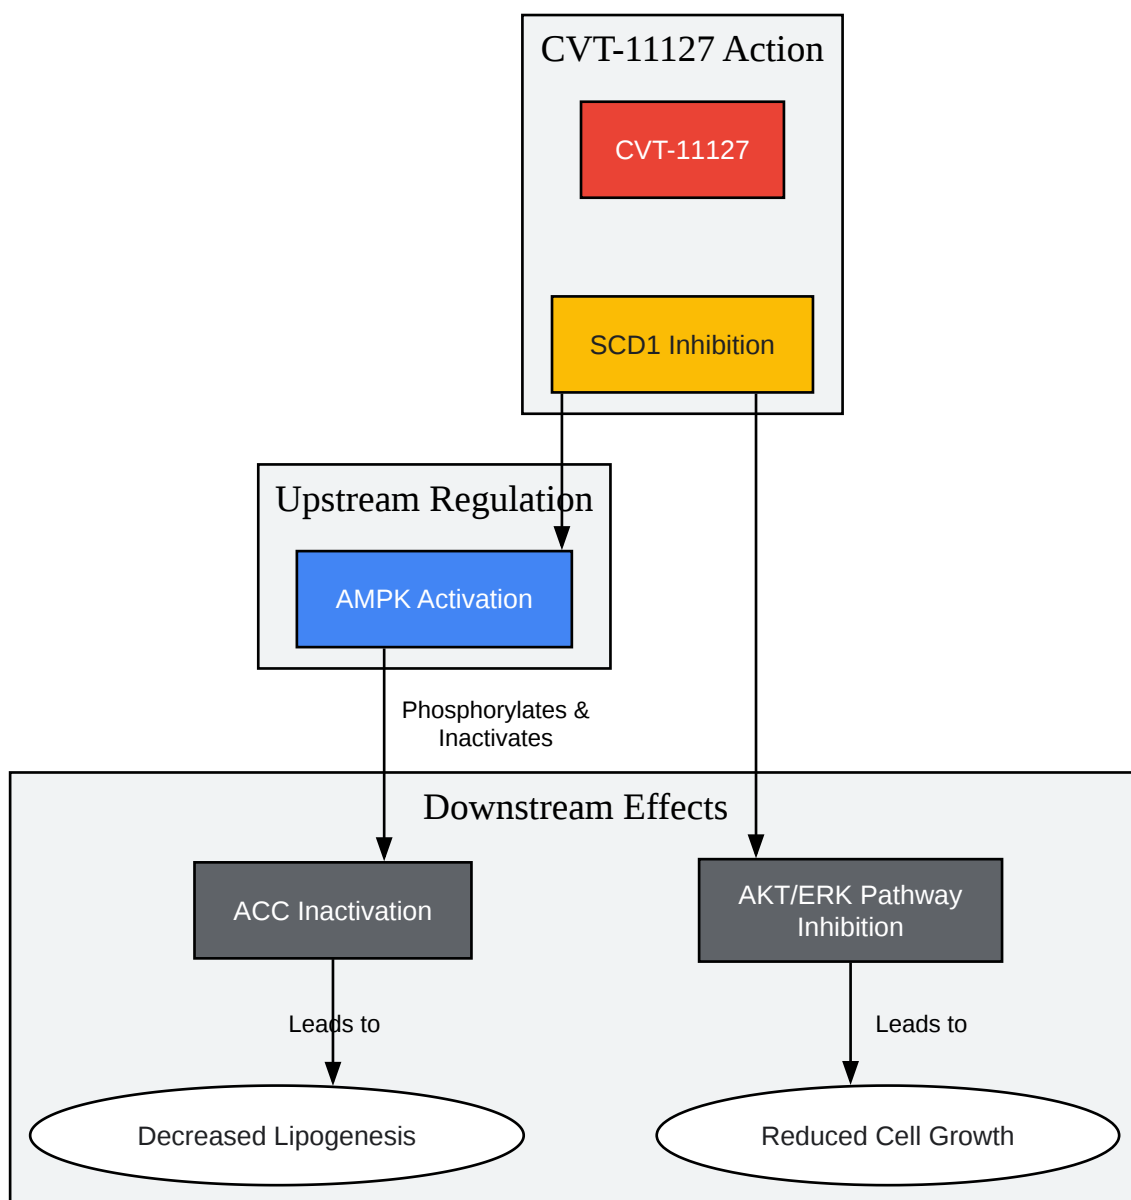 CVT-11127 Action
CVT-11127
SCD1 Inhibition
Upstream Regulation
AMPK Activation
Phosphorylates &
Inactivates
Downstream Effects
ACC Inactivation
AKT/ERK Pathway
Inhibition
Leads to
Leads to
Decreased Lipogenesis
Reduced Cell Growth